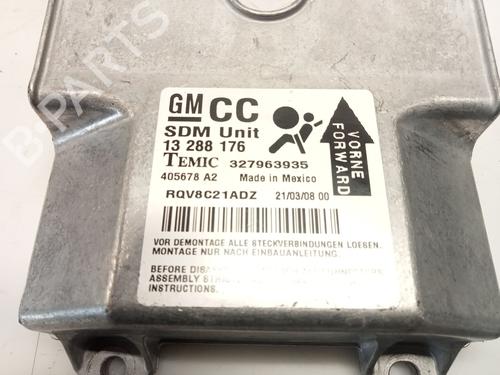 B-PARTS
GM CC
SDM Unit
13 288 176
TEMIC 327963935
405678 A2 Made in Mexico
RQV8C21ADZ 21/03/08 00
VORNE
FORWARD
VOR DEMONTAGE ALLE STECKVERBINDUNGEN LOESEN.
MONTAGE NUR NACH EINBAUANLEITUNG.
BEFORE
ASSEMBLY
INSTRUCTIONS.